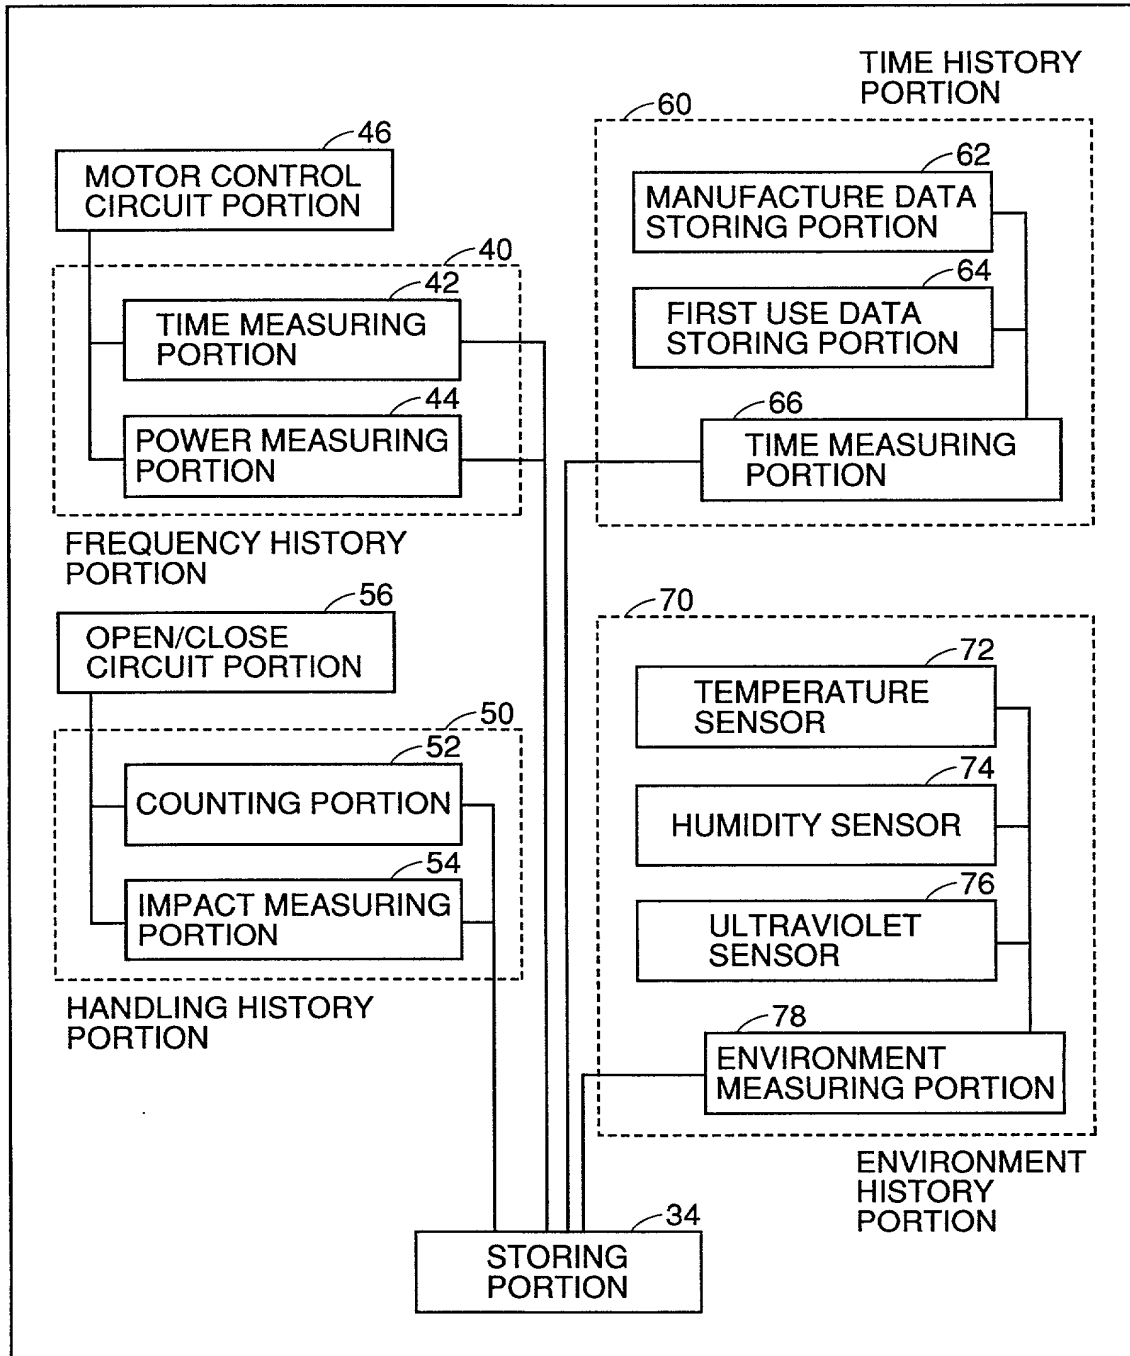 TIME HISTORY
PORTION
60
46
MOTOR CONTROL
CIRCUIT PORTION
62
MANUFACTURE DATA
STORING PORTION
40
42
TIME MEASURING
PORTION
64
FIRST USE DATA
STORING PORTION
44
POWER MEASURING
PORTION
66
TIME MEASURING
PORTION
FREQUENCY HISTORY
PORTION
56
OPEN/CLOSE
CIRCUIT PORTION
70
72
TEMPERATURE
SENSOR
50
52
COUNTING PORTION
74
HUMIDITY SENSOR
54
IMPACT MEASURING
PORTION
76
ULTRAVIOLET
SENSOR
HANDLING HISTORY
PORTION
78
ENVIRONMENT
MEASURING PORTION
ENVIRONMENT
HISTORY
PORTION
34
STORING
PORTION